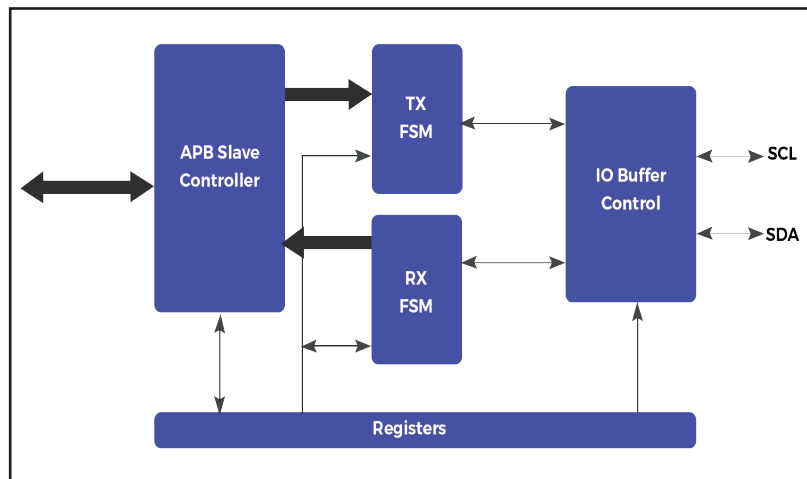 APB Slave
Controller
TX
FSM
RX
FSM
IO Buffer
Control
SCL
SDA
Registers